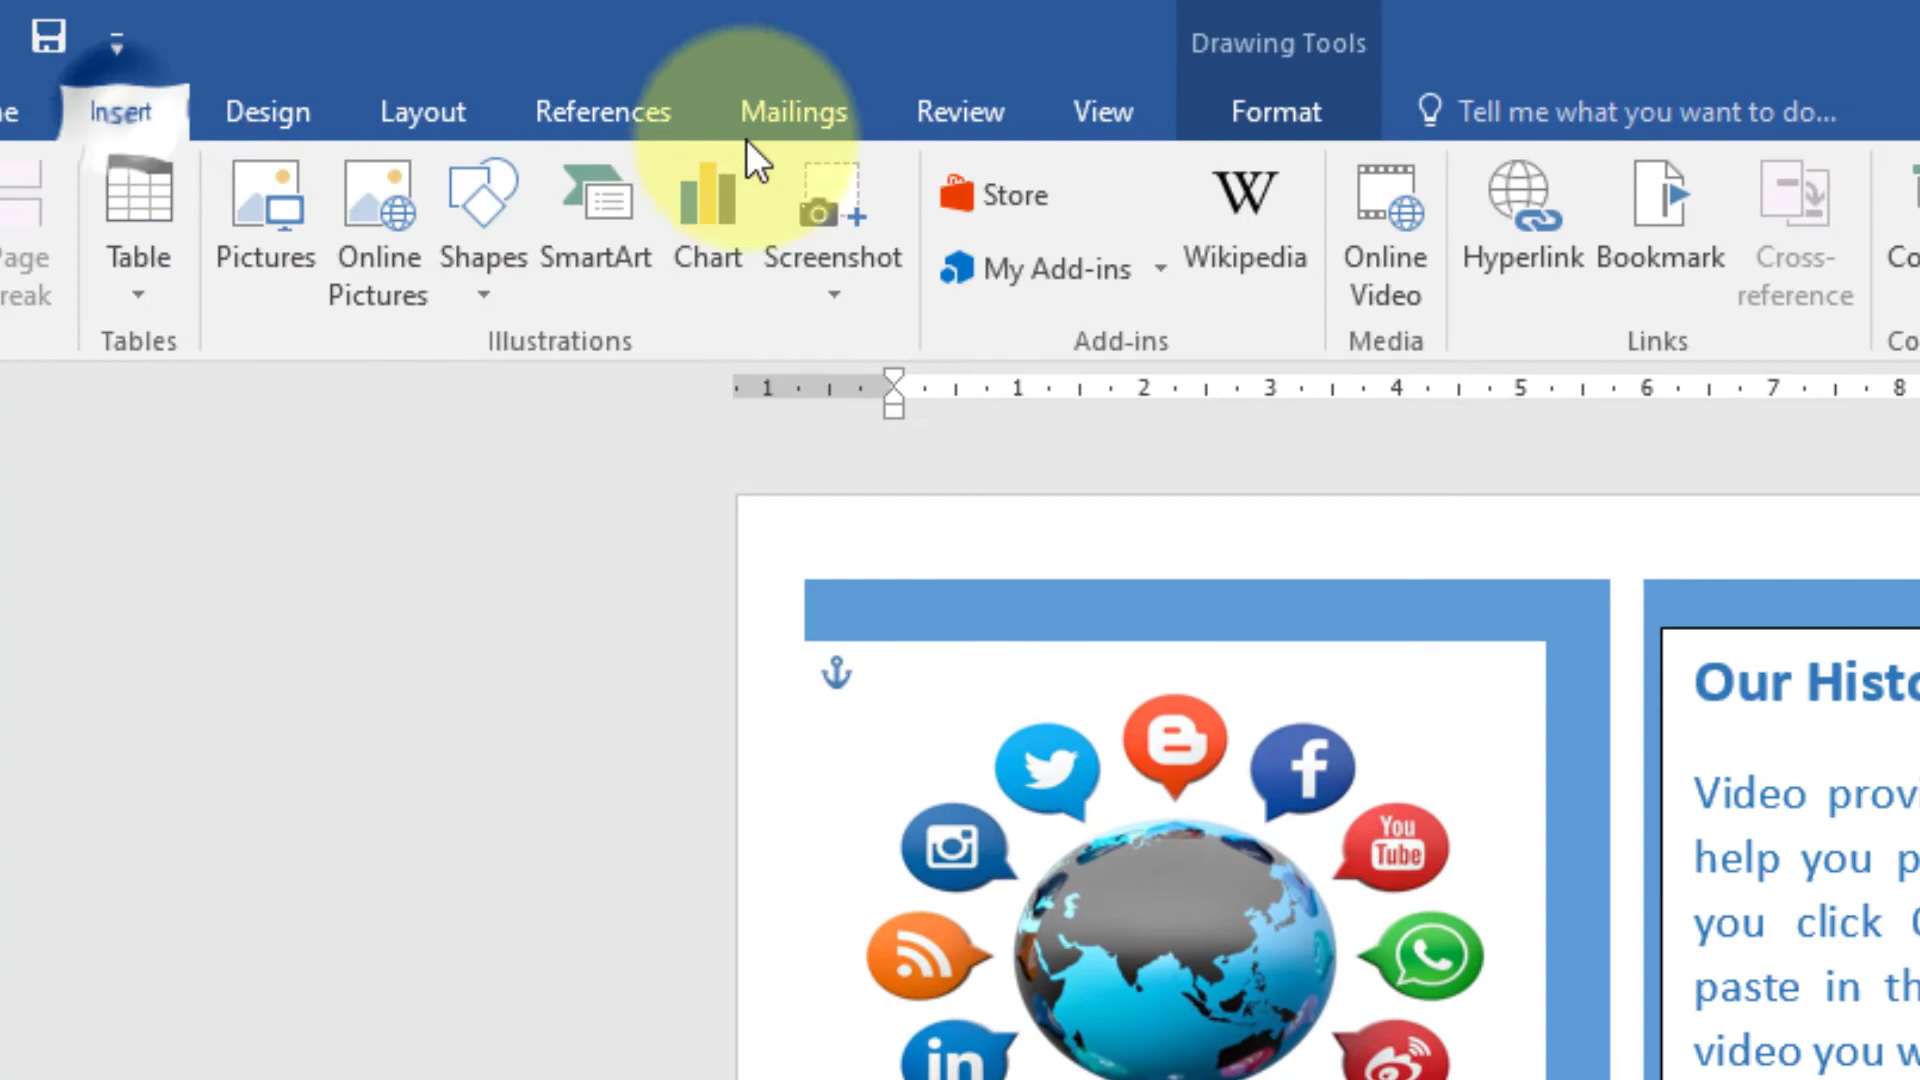 Drawing Tools
Insert Design Layout References Mailings Review View Format Tell me what you want to do...
Table Pictures Online Pictures Shapes SmartArt Chart Screenshot
Store
My Add-ins
Wikipedia
Online Video
Hyperlink Bookmark Cross-reference
Tables Illustrations Add-ins Media Links
1 1 2 3 4 5 6 7 8
Our Histo
Video provi
help you p
you click
paste in th
video you w
You
Tube
in